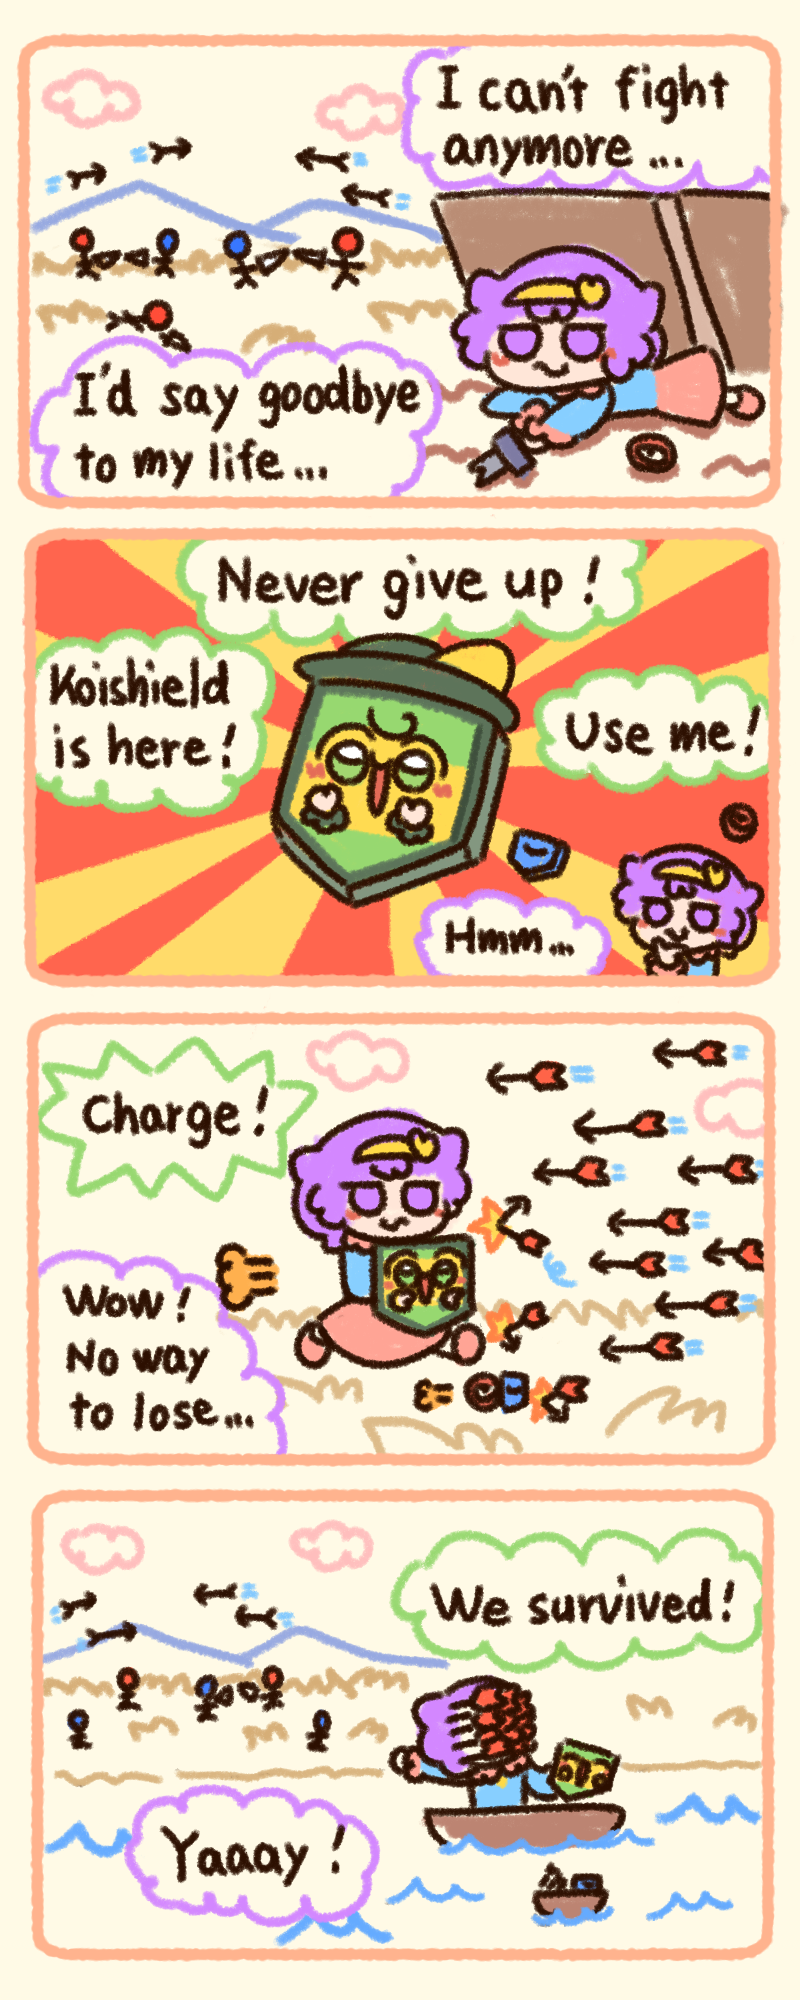 I can't fight
anymore...
I'd say goodbye
to my life...
Never give up!
Koishield
is here!
Use me!
Hmm...
Charge!
Wow!
No way
to lose...
We survived!
Yaaay!